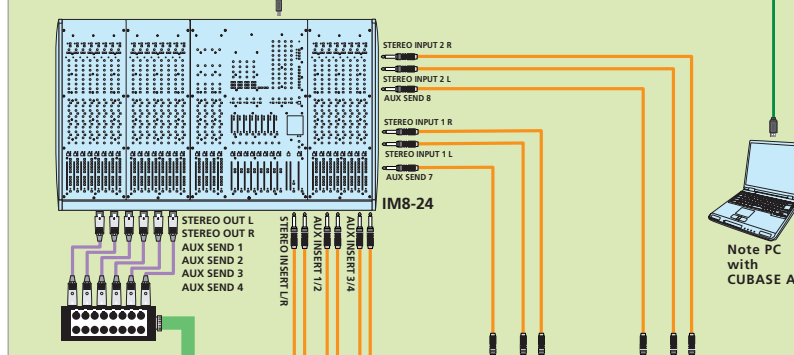 STEREO INPUT 2 R
STEREO INPUT 2 L
AUX SEND 8
STEREO INPUT 1 R
STEREO INPUT 1 L
AUX SEND 7
IM8-24
STEREO OUT L
STEREO OUT R
AUX SEND 1
AUX SEND 2
AUX SEND 3
AUX SEND 4
STEREO INSERT L/R
AUX INSERT 1/2
AUX INSERT 3/4
Note PC
with
CUBASE A